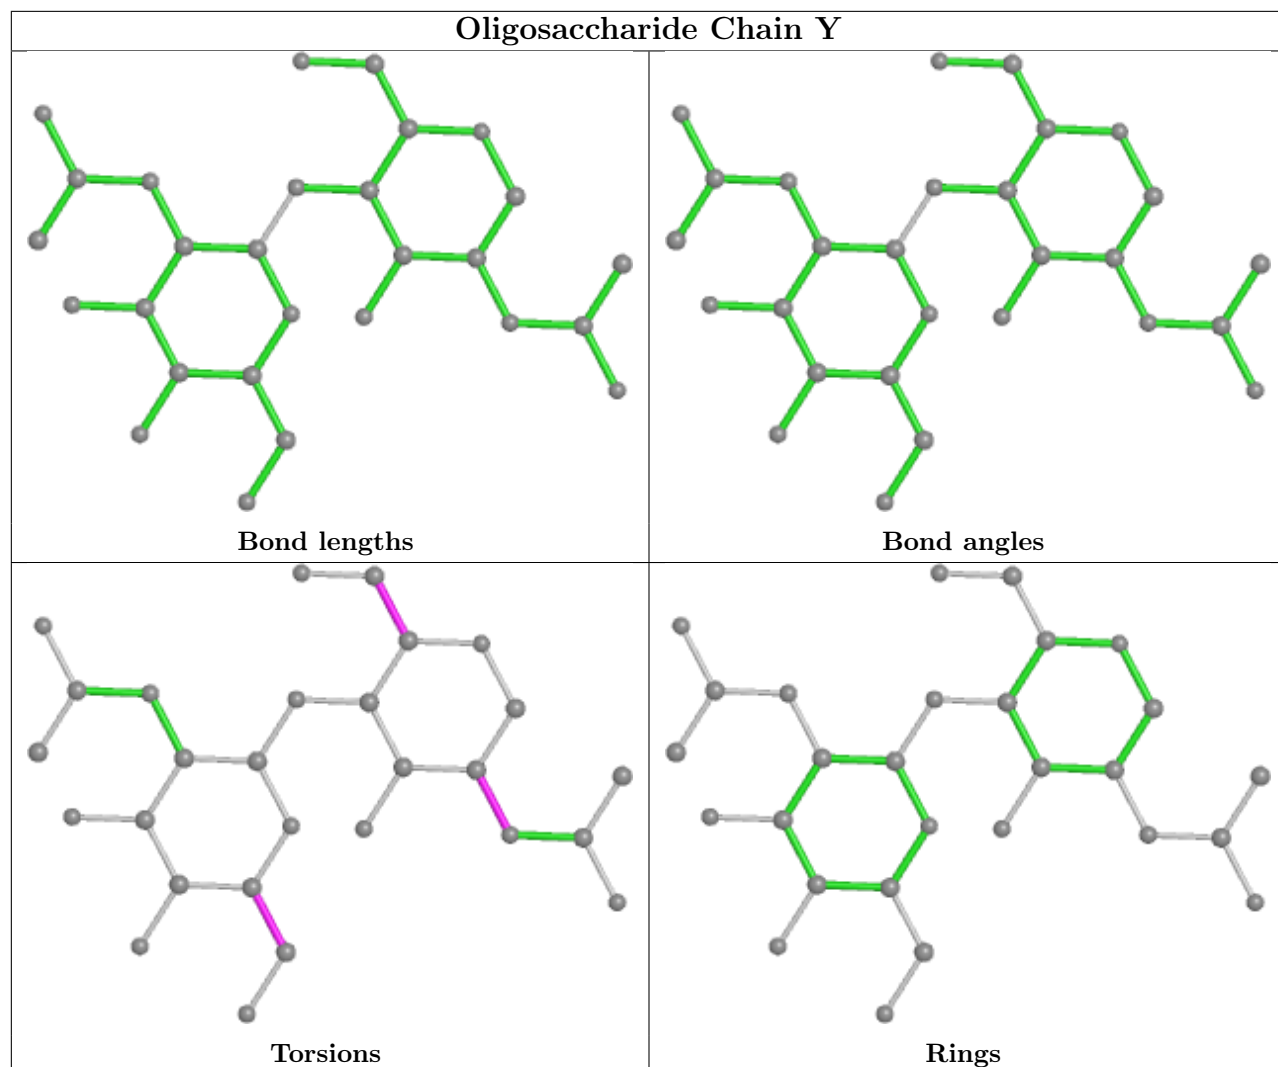 Oligosaccharide Chain Y
Bond lengths
Bond angles
Torsions
Rings